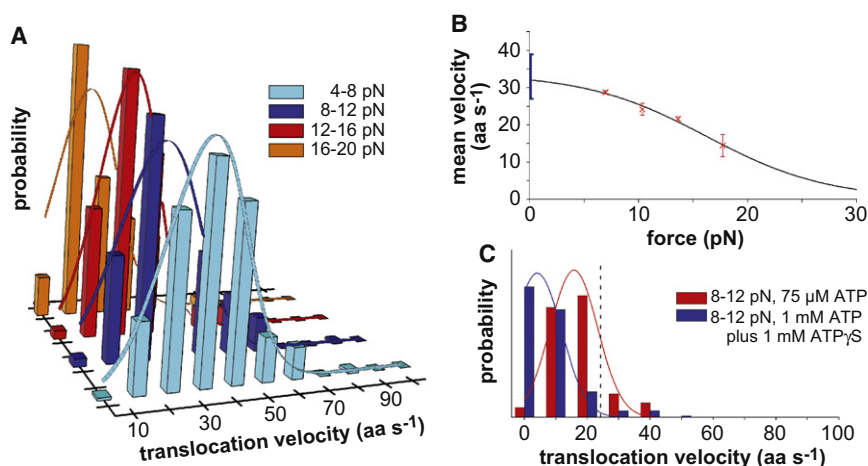 A
probability
4-8 pN
8-12 pN
12-16 pN
16-20 pN
10
30
50
70
90
translocation velocity (aa s-1)
B
mean velocity
(aa s-1)
40
30
20
10
0
0
10
20
30
force (pN)
C
probability
8-12 pN, 75 µM ATP
8-12 pN, 1 mM ATP
plus 1 mM ATPγS
0
20
40
60
80
100
translocation velocity (aa s-1)